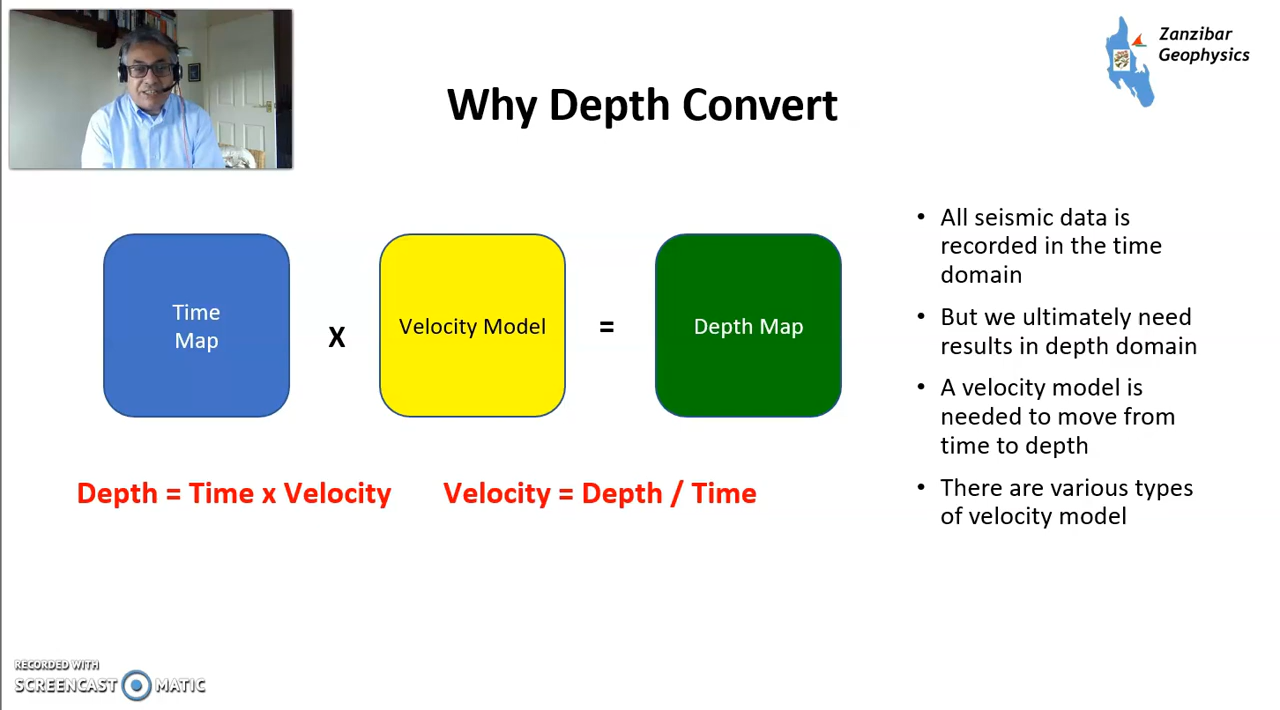 Zanzibar
Geophysics
Why Depth Convert
Time
Map
X
Velocity Model
=
Depth Map
Depth = Time x Velocity
Velocity = Depth / Time
• All seismic data is
recorded in the time
domain
• But we ultimately need
results in depth domain
• A velocity model is
needed to move from
time to depth
• There are various types
of velocity model
RECORDED WITH
SCREENCAST MATIC